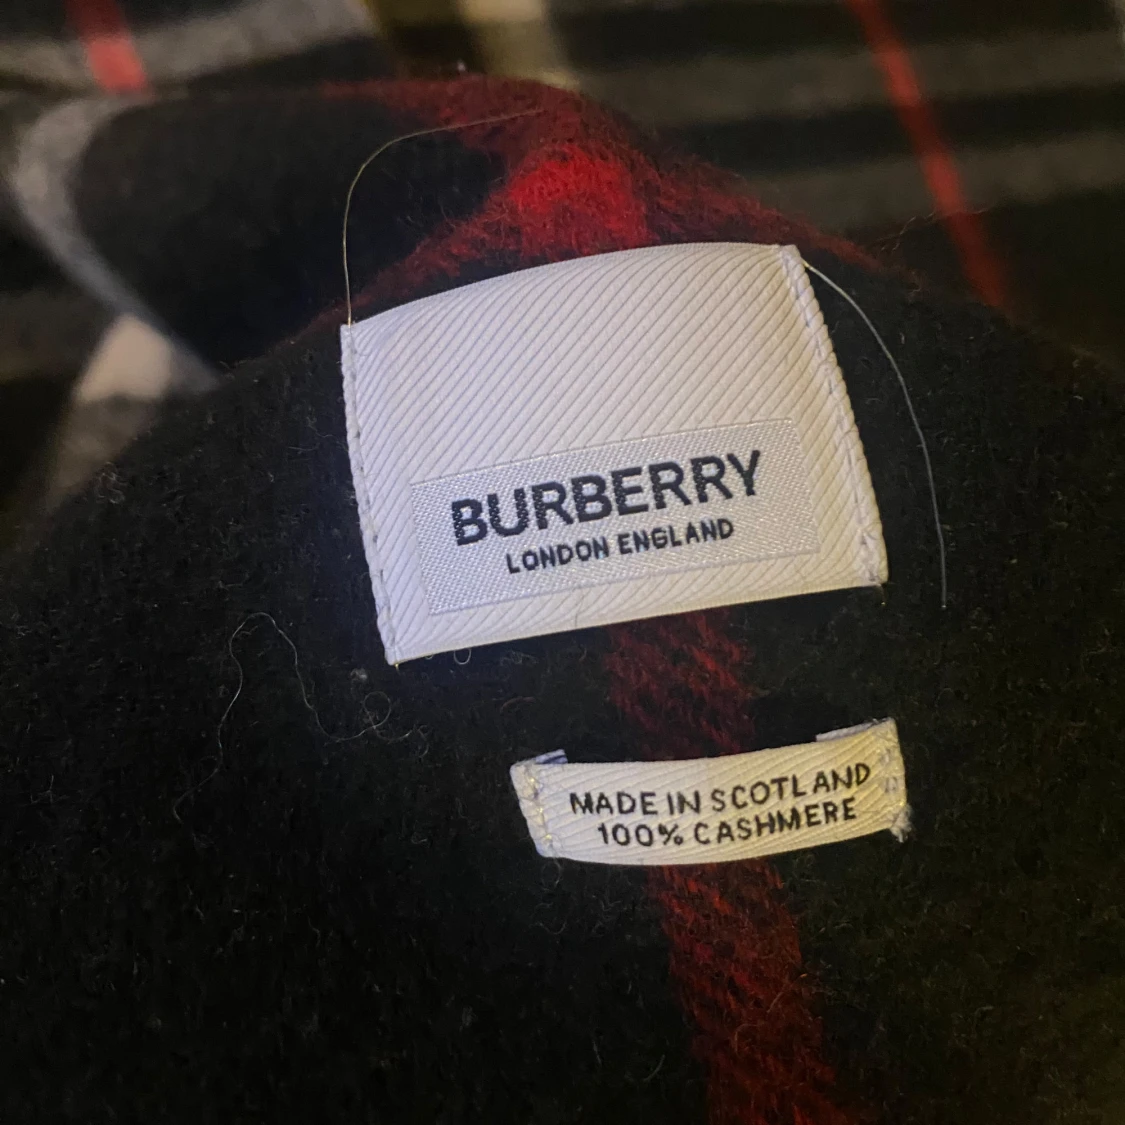 BURBERRY
LONDON ENGLAND
MADE IN SCOTLAND
100% CASHMERE